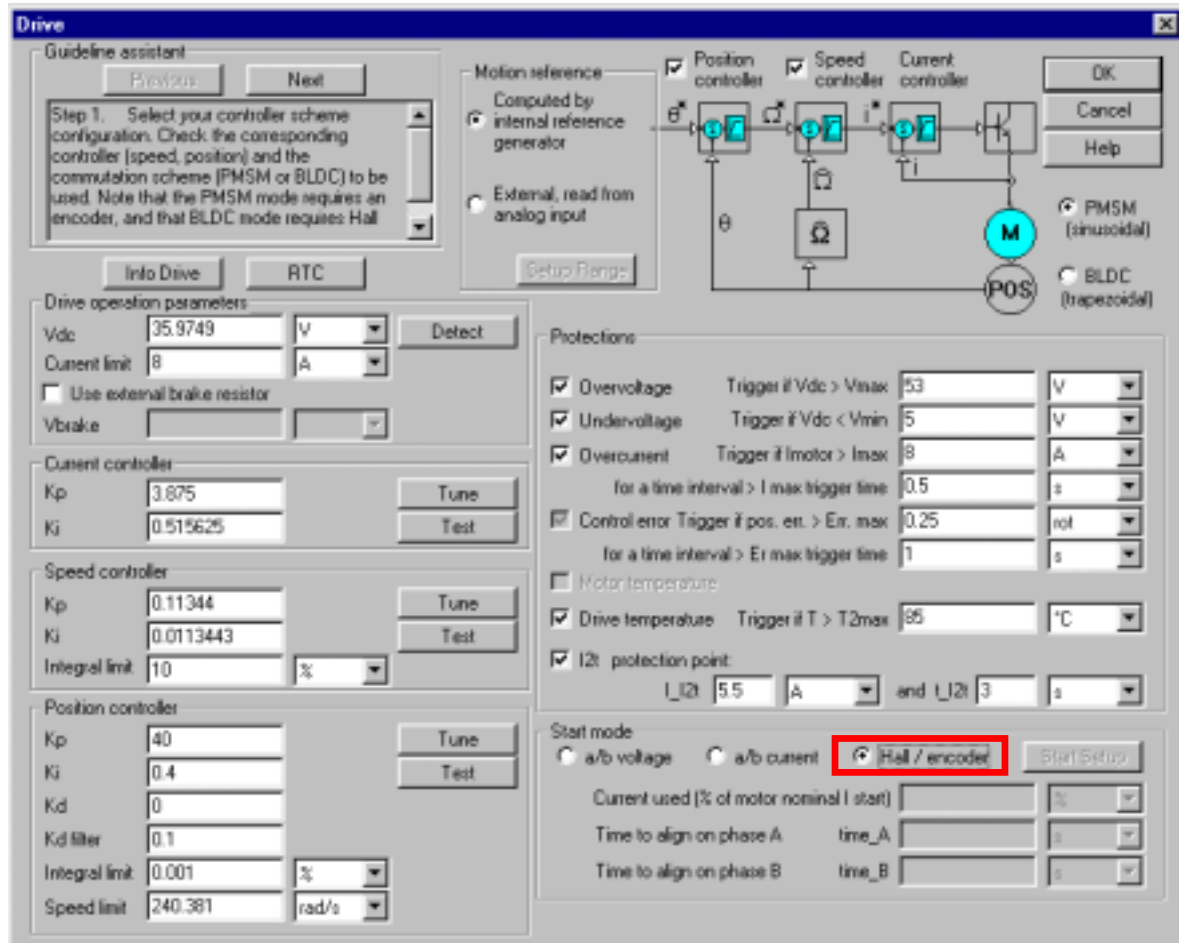 Drive
Guideline assistant
Previous
Next
Step 1. Select your controller scheme
configuration. Check the corresponding
controller (speed, position) and the
commutation scheme (PMSM or BLDC) to be
used. Note that the PMSM mode requires an
encoder, and that BLDC mode requires Hall
Info Drive
RTC
Motion reference
Computed by
internal reference
generator
External, read from
analog input
Setup Range
Position
controller
Speed
controller
Current
controller
θ*
Ω*
i*
i
θ
Ω
M
POS
OK
Cancel
Help
PMSM
(sinusoidal)
BLDC
(trapezoidal)
Drive operation parameters
Vdc 35.9749 V Detect
Current limit 8 A
Use external brake resistor
Vbrake
Current controller
Kp 3.875 Tune
Ki 0.515625 Test
Speed controller
Kp 0.11344 Tune
Ki 0.0113443 Test
Integral limit 10 %
Position controller
Kp 40 Tune
Ki 0.4 Test
Kd 0
Kd filter 0.1
Integral limit 0.001 %
Speed limit 240.381 rad/s
Protections
Overvoltage Trigger if Vdc > Vmax 53 V
Undervoltage Trigger if Vdc < Vmin 5 V
Overcurrent Trigger if Imotor > Imax 8 A
for a time interval > I max trigger time 0.5 s
Control error Trigger if pos. err. > Err. max 0.25 rot
for a time interval > Er max trigger time 1 s
Motor temperature
Drive temperature Trigger if T > T2max 85 °C
I2t protection point:
I_I2t 5.5 A and t_I2t 3 s
Start mode
a/b voltage a/b current Hall / encoder Start Setup
Current used (% of motor nominal I start) %
Time to align on phase A time_A s
Time to align on phase B time_B s